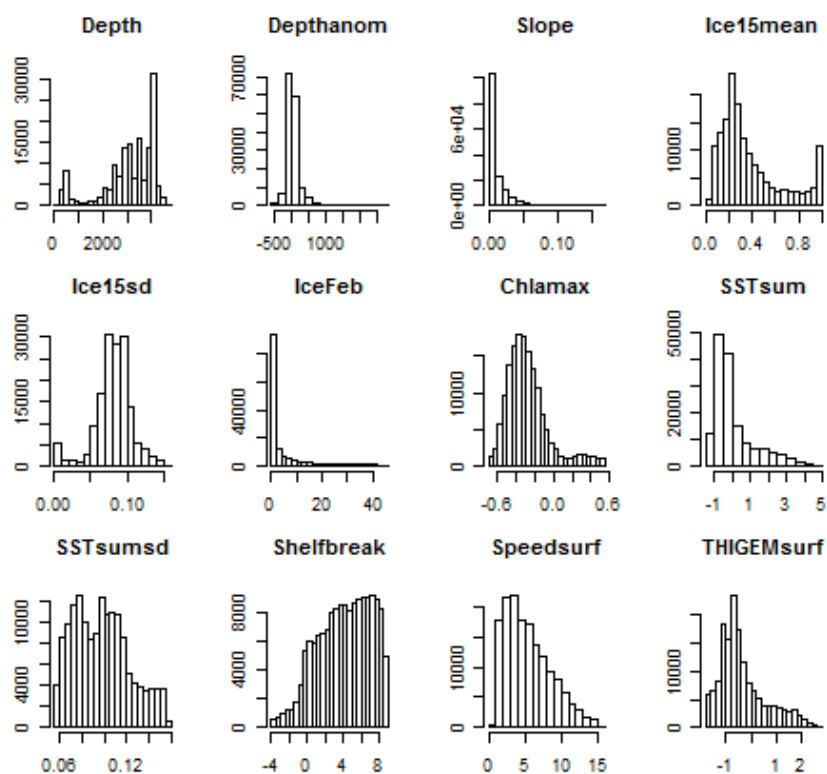 Depth
0 15000 30000
0 2000
Depthanom
0 30000 70000
-500 1000
Slope
0e+00 6e+04
0.00 0.10
Ice15mean
0 10000
0.0 0.4 0.8
Ice15sd
0 15000 30000
0.00 0.10
IceFeb
0 40000
0 20 40
Chlamax
0 10000
-0.6 0.0 0.6
SSTsum
0 20000 50000
-1 1 3 5
SSTsumsd
0 4000 10000
0.06 0.12
Shelfbreak
0 4000 8000
-4 0 4 8
Speedsurf
0 10000
0 5 10 15
THIGEMsurf
0 10000
-1 1 2